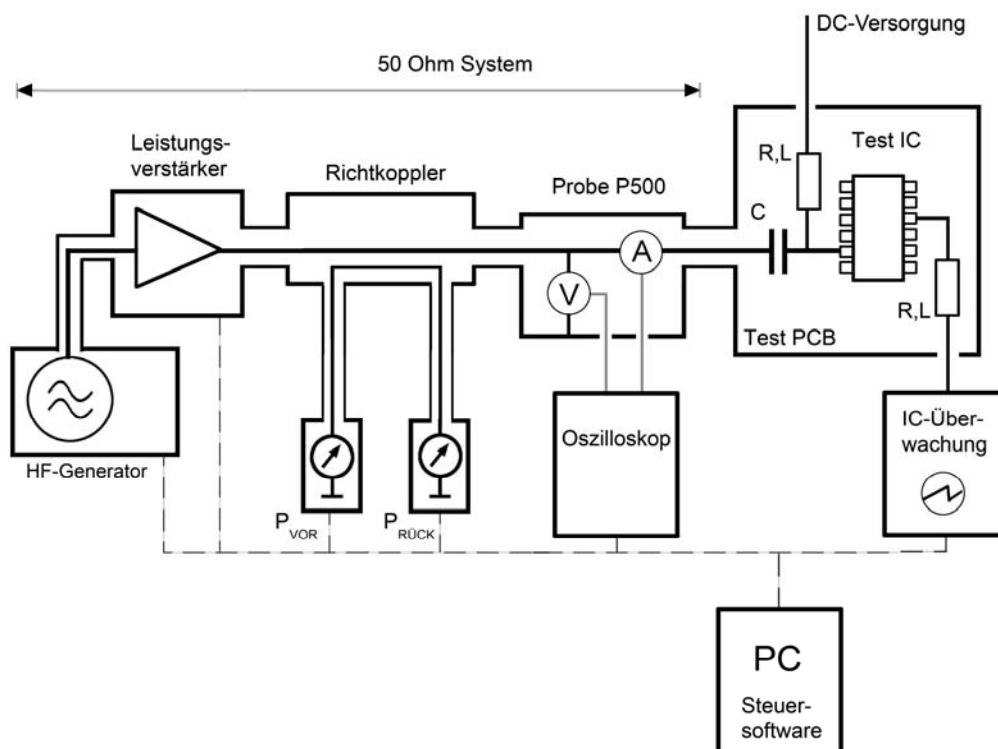 DC-Versorgung
50 Ohm System
Leistungs-
verstärker
Richtkoppler
Probe P500
Test IC
R,L
C
A
V
R,L
Test PCB
HF-Generator
P VOR
P RÜCK
Oszilloskop
IC-Über-
wachung
PC
Steuer-
software